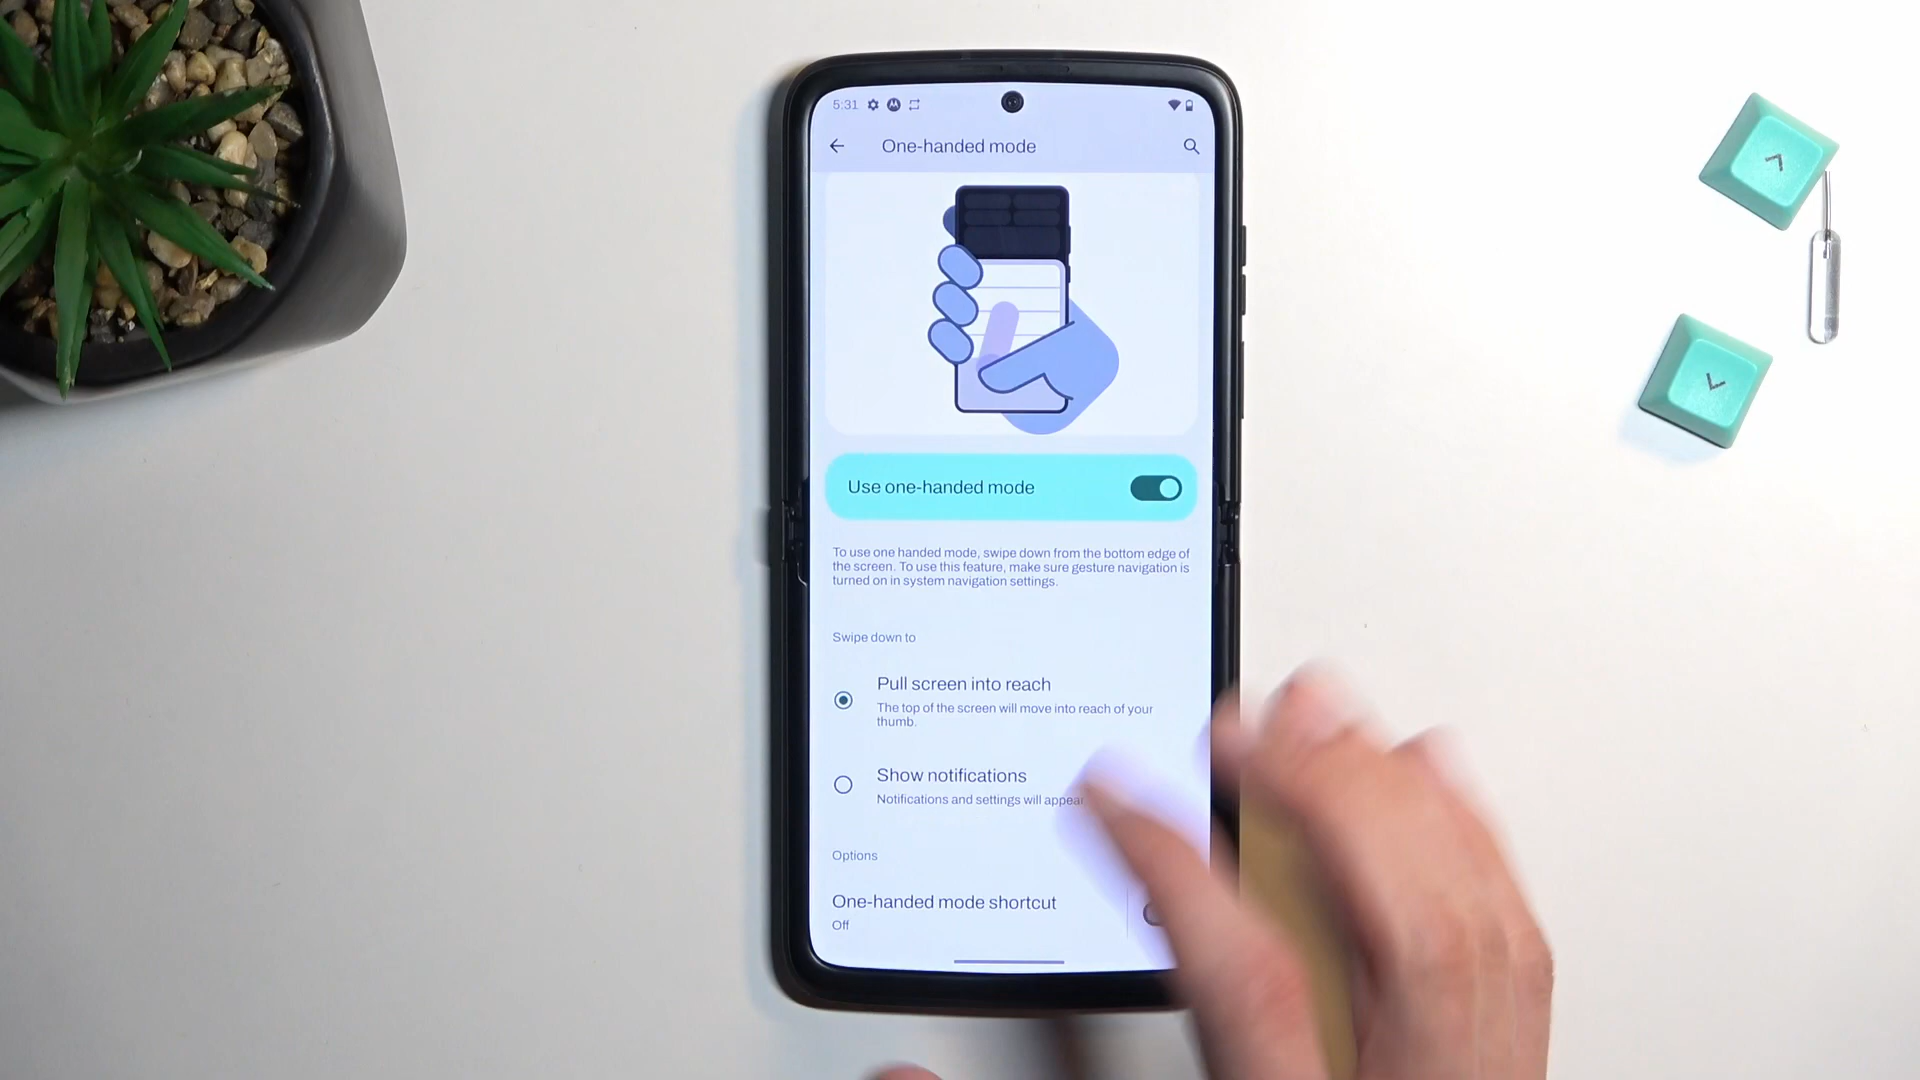 5:31
One-handed mode
Use one-handed mode
To use one handed mode, swipe down from the bottom edge of
the screen. To use this feature, make sure gesture navigation is
turned on in system navigation settings.
Swipe down to
Pull screen into reach
The top of the screen will move into reach of your
thumb.
Show notifications
Notifications and settings will appear
Options
One-handed mode shortcut
Off